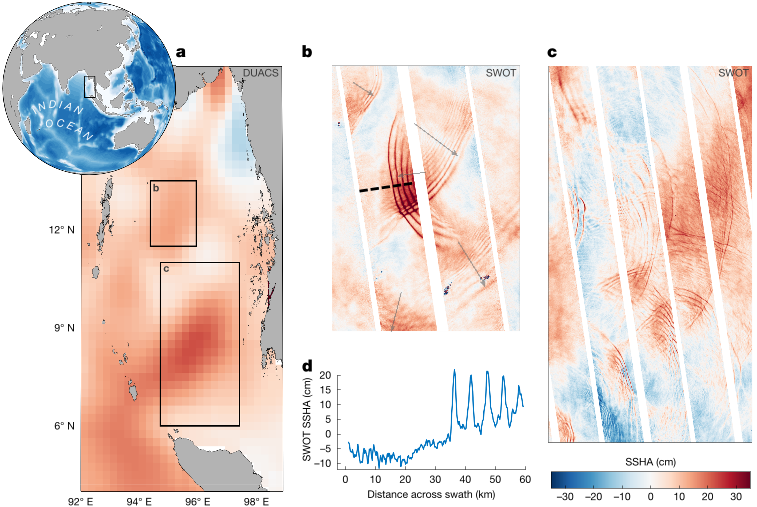 a
DUACS
INDIAN
OCEAN
b
c
12° N
9° N
6° N
92° E
94° E
96° E
98° E
b
SWOT
c
SWOT
d
SWOT SSHA (cm)
20
15
10
5
0
–5
–10
0
10
20
30
40
50
60
Distance across swath (km)
SSHA (cm)
–30
–20
–10
0
10
20
30